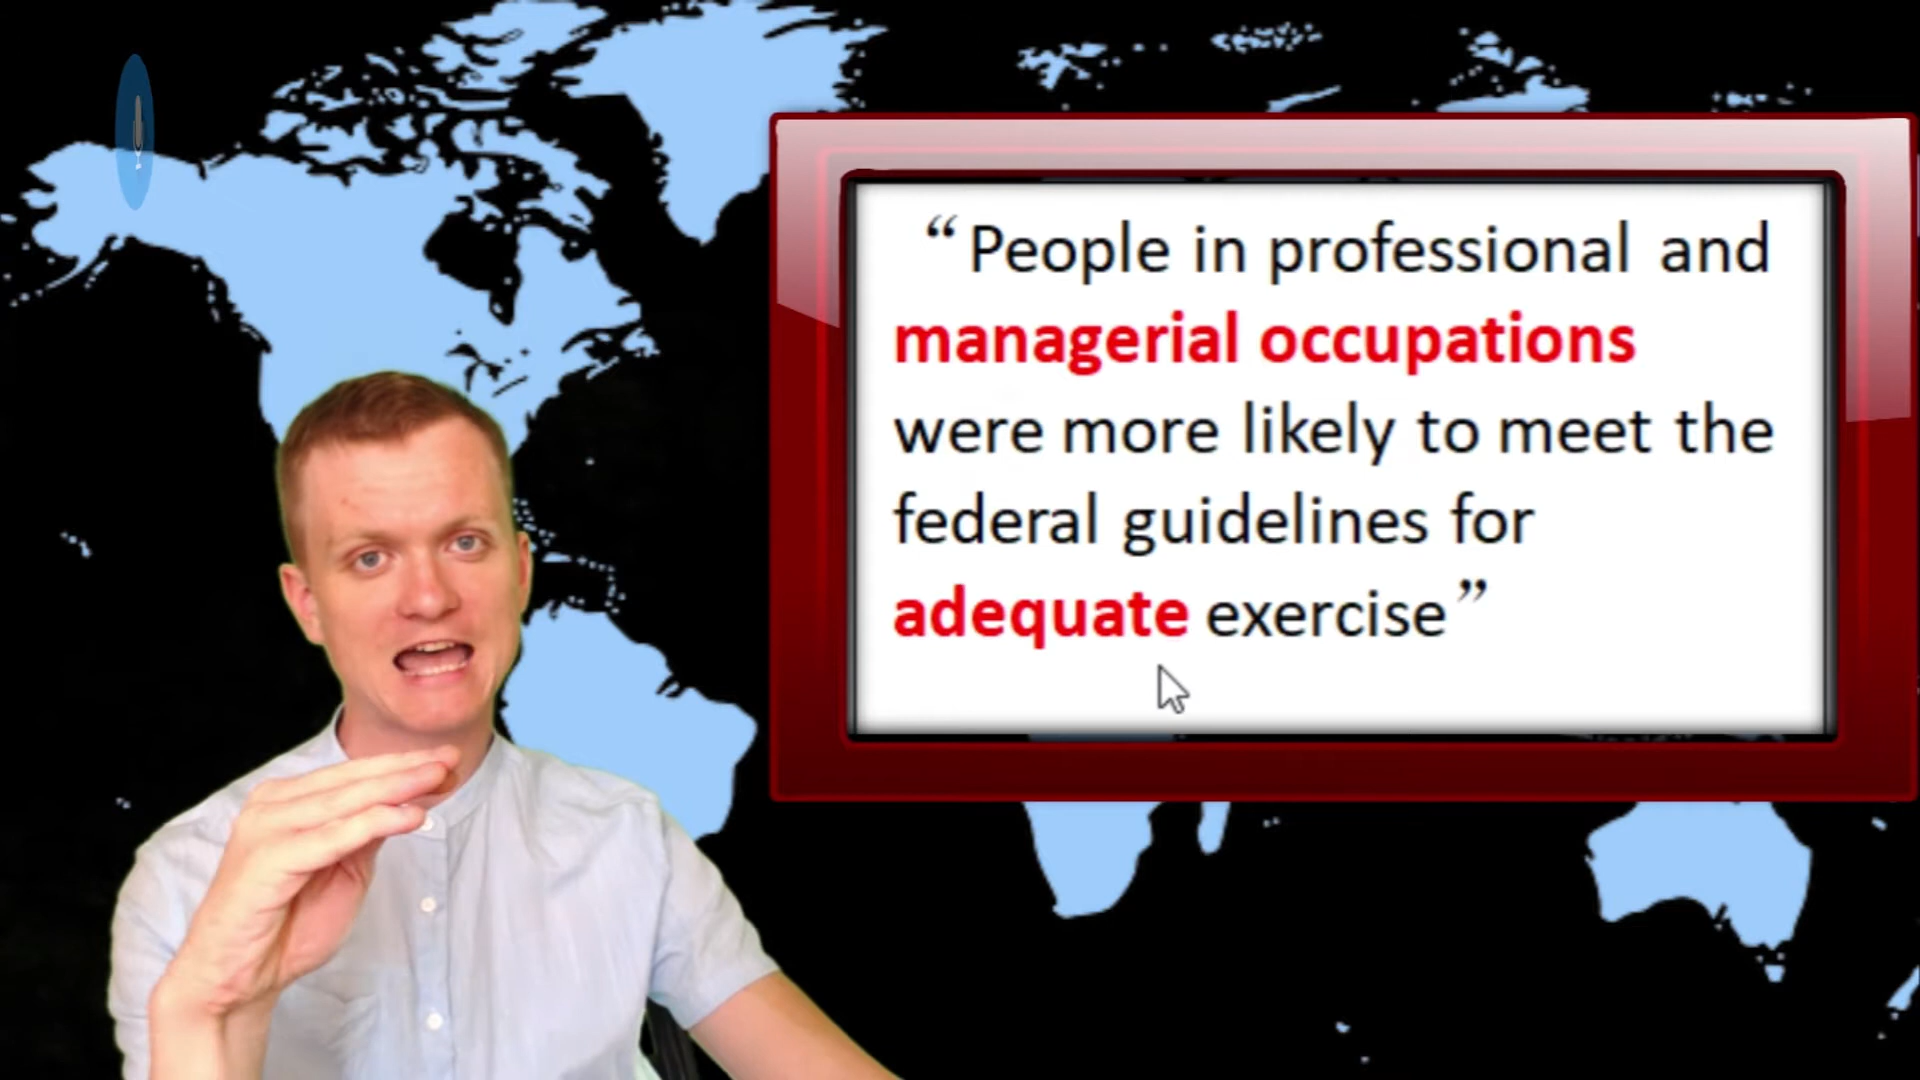 “People in professional and
managerial occupations
were more likely to meet the
federal guidelines for
adequate exercise”